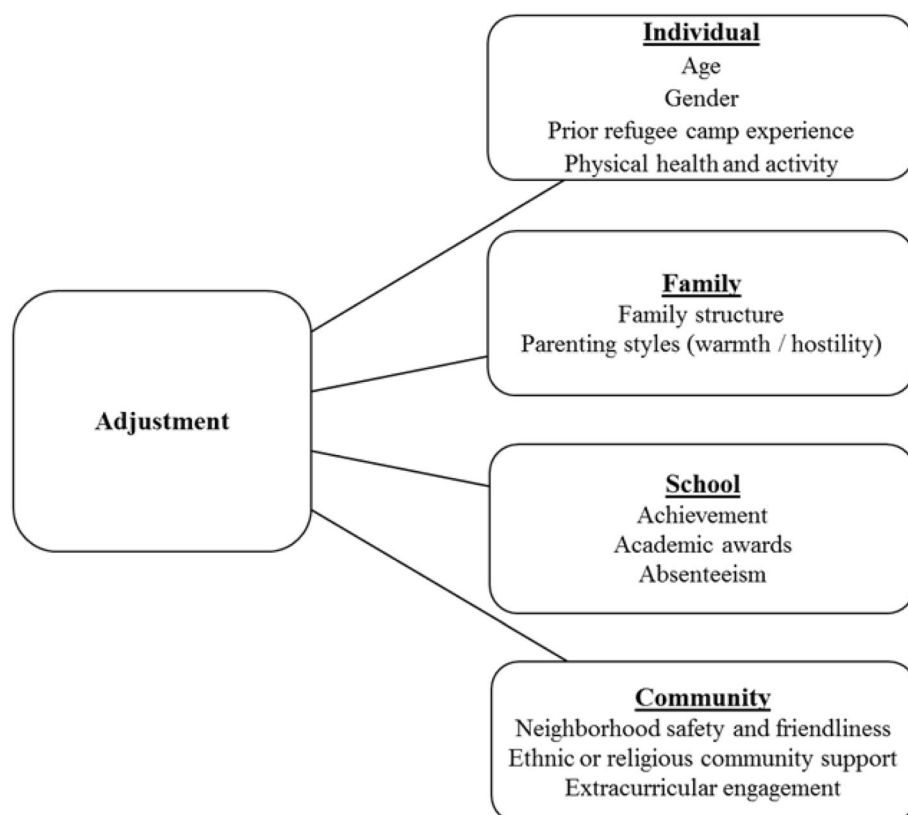 Individual
Age
Gender
Prior refugee camp experience
Physical health and activity
Family
Family structure
Parenting styles (warmth / hostility)
Adjustment
School
Achievement
Academic awards
Absenteeism
Community
Neighborhood safety and friendliness
Ethnic or religious community support
Extracurricular engagement